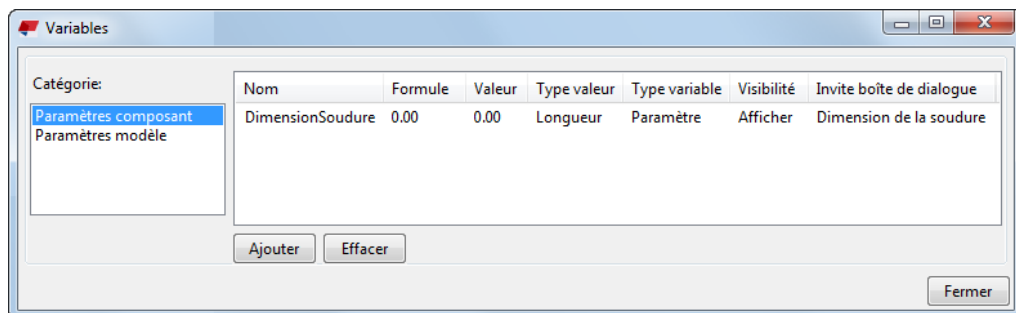 Variables
Catégorie:
Paramètres composant
Paramètres modèle
Nom Formule Valeur Type valeur Type variable Visibilité Invite boîte de dialogue
DimensionSoudure 0.00 0.00 Longueur Paramètre Afficher Dimension de la soudure
Ajouter Effacer
Fermer